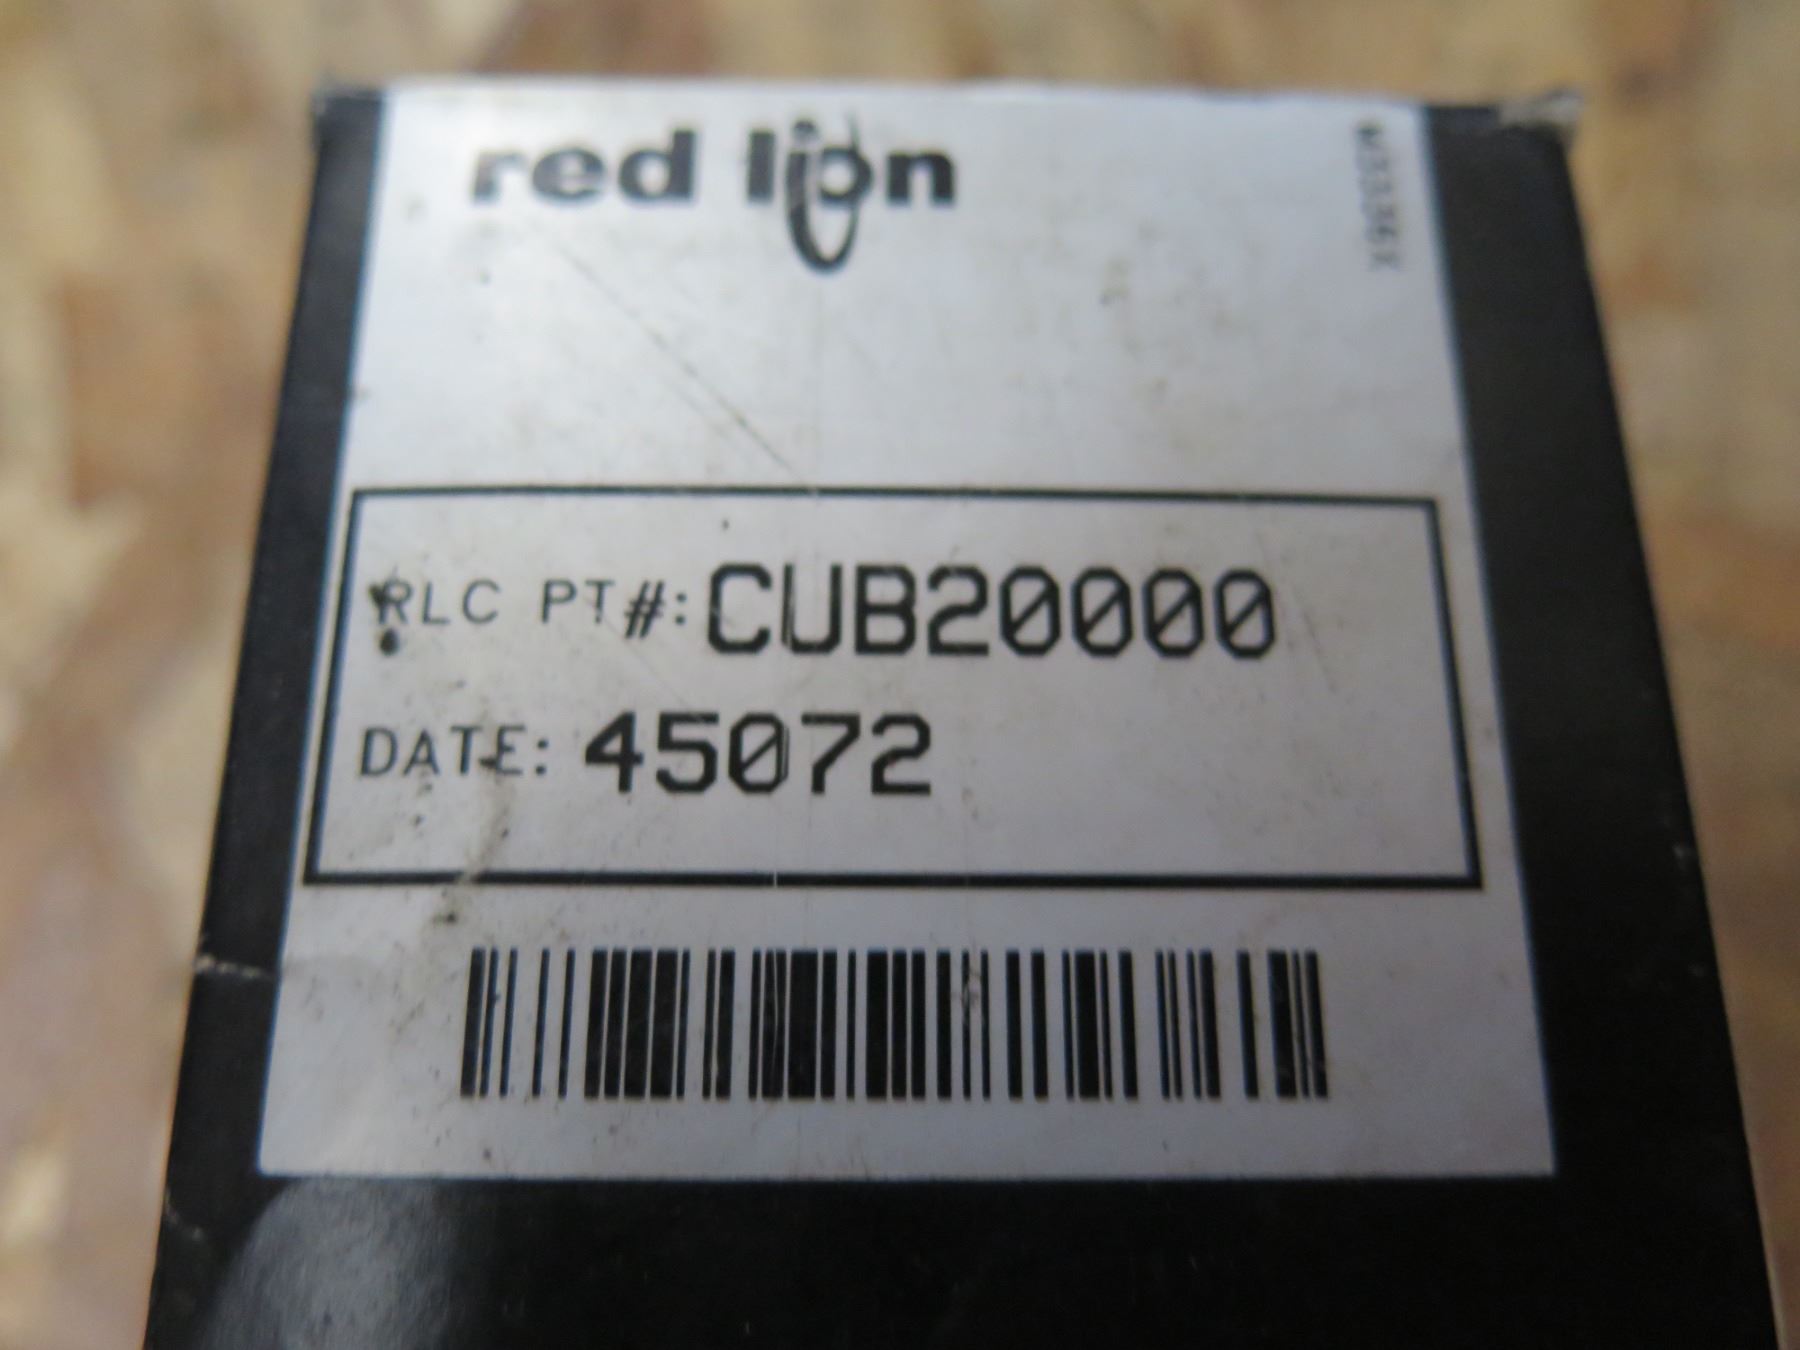 red lion
RLC PT#: CUB20000
DATE: 45072